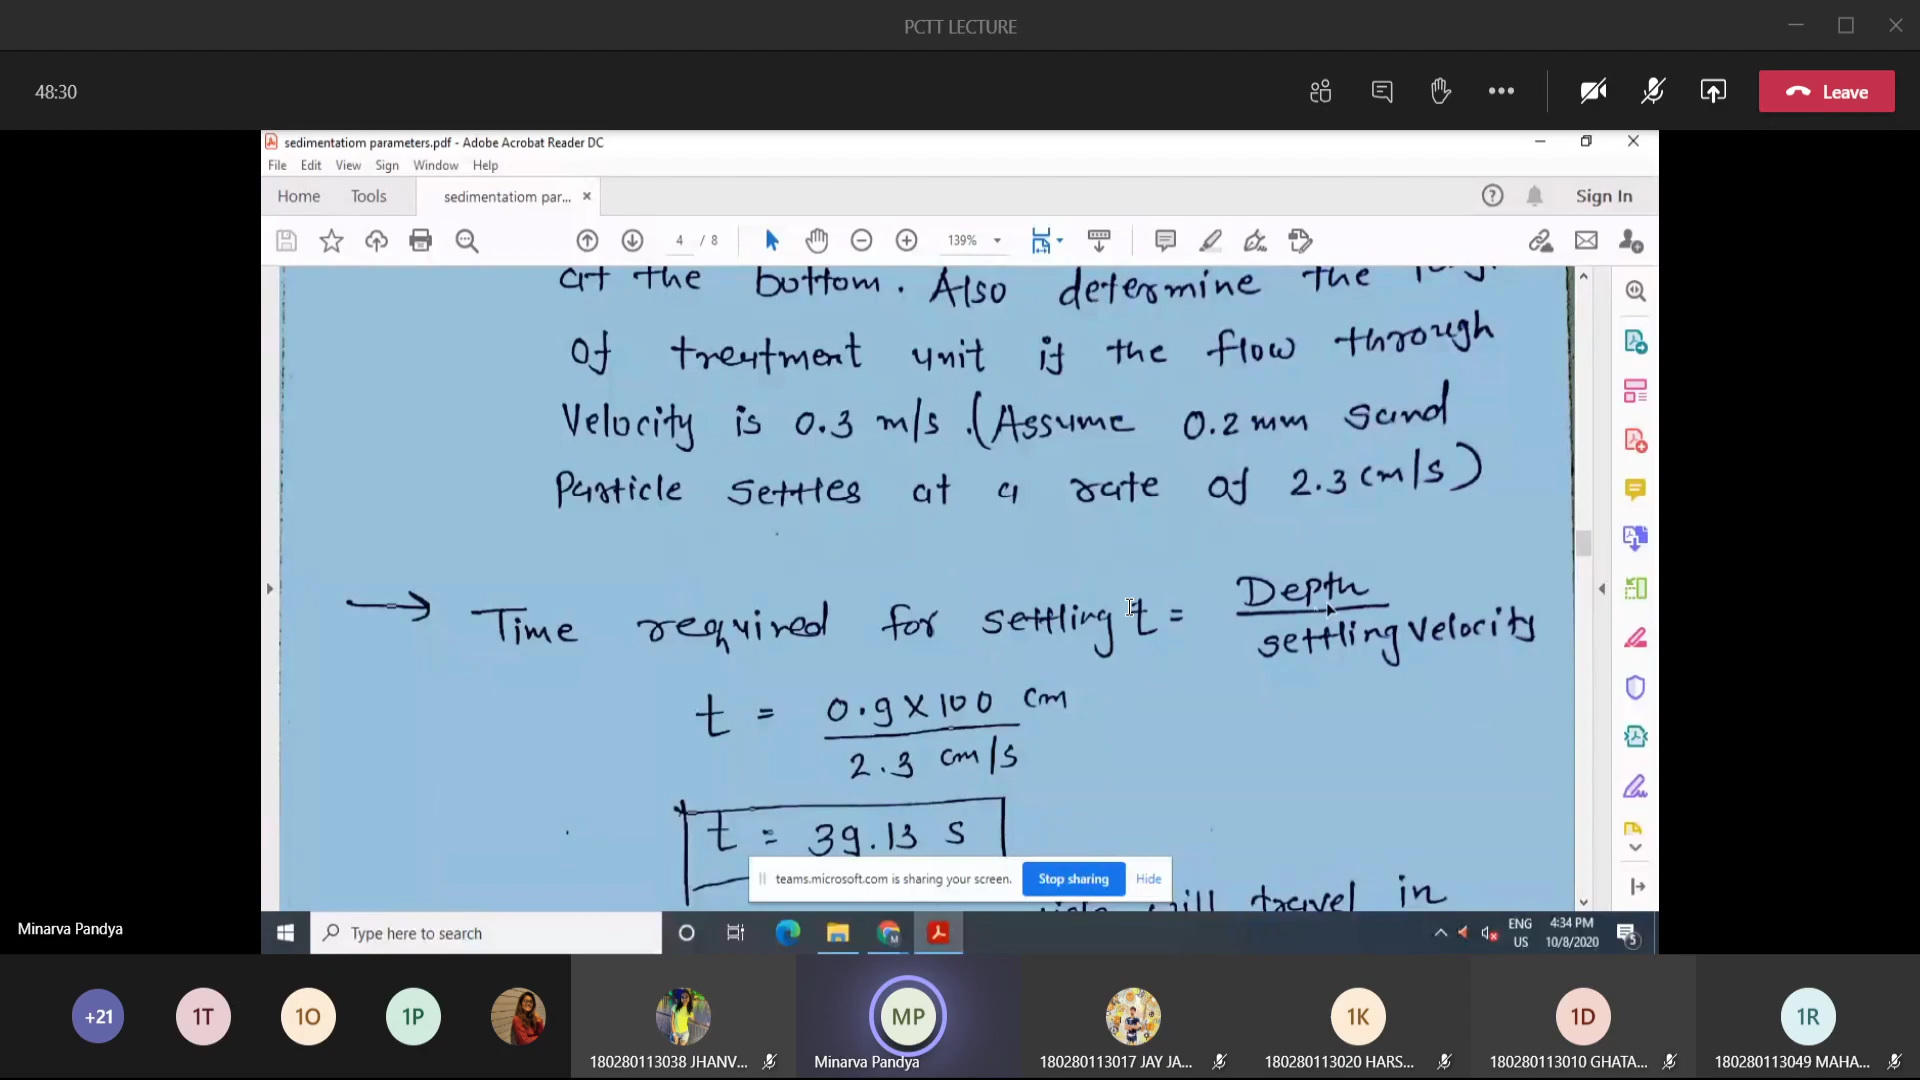 PCTT LECTURE
48:30
Leave
sedimentatiom parameters.pdf - Adobe Acrobat Reader DC
File Edit View Sign Window Help
Home Tools sedimentatiom par... × Sign In
4 / 8 139%
at the bottom. Also determine the
of treatment unit if the flow through
velocity is 0.3 m/s .(Assume 0.2 mm sand
Particle settles at a rate of 2.3 cm/s)
→ Time required for settling t = Depth
settling velocity
t = 0.9 X 100 cm
2.3 cm/s
t = 39.13 s
teams.microsoft.com is sharing your screen. Stop sharing Hide
will travel in
Type here to search
ENG 4:34 PM
US 10/8/2020 5
Minarva Pandya
+21 1T 1O 1P MP 1K 1D 1R
180280113038 JHANV... Minarva Pandya 180280113017 JAY JA... 180280113020 HARS... 180280113010 GHATA... 180280113049 MAHA...